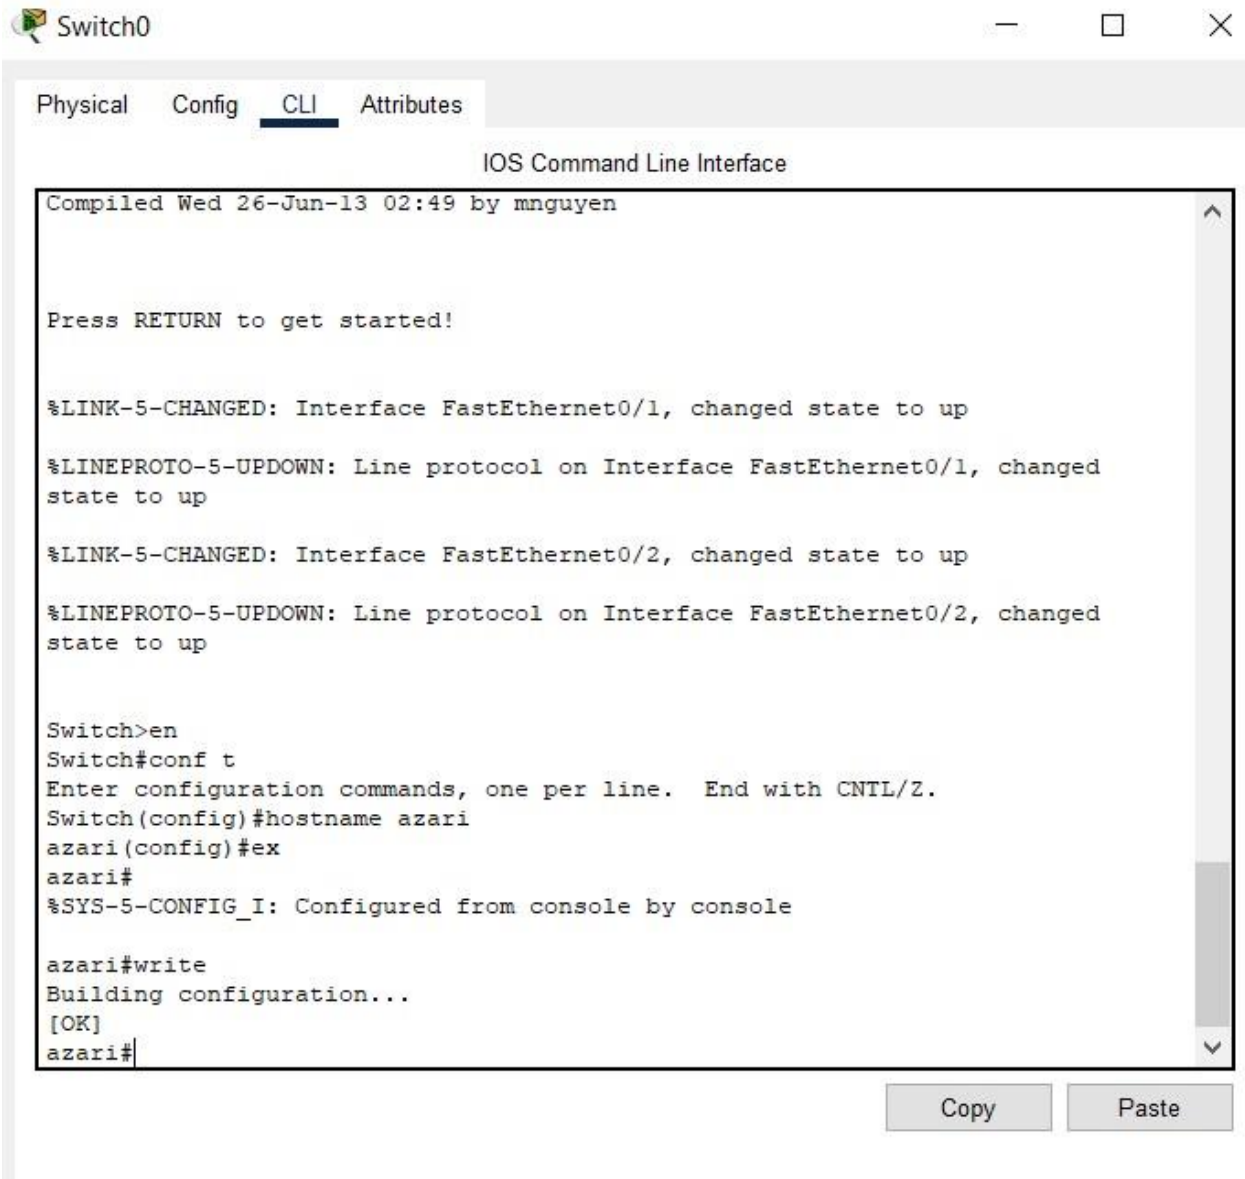 Switch0
Physical Config CLI Attributes
IOS Command Line Interface
Compiled Wed 26-Jun-13 02:49 by mnguyen
Press RETURN to get started!
%LINK-5-CHANGED: Interface FastEthernet0/1, changed state to up
%LINEPROTO-5-UPDOWN: Line protocol on Interface FastEthernet0/1, changed
state to up
%LINK-5-CHANGED: Interface FastEthernet0/2, changed state to up
%LINEPROTO-5-UPDOWN: Line protocol on Interface FastEthernet0/2, changed
state to up
Switch>en
Switch#conf t
Enter configuration commands, one per line.  End with CNTL/Z.
Switch(config)#hostname azari
azari(config)#ex
azari#
%SYS-5-CONFIG_I: Configured from console by console
azari#write
Building configuration...
[OK]
azari#
Copy Paste